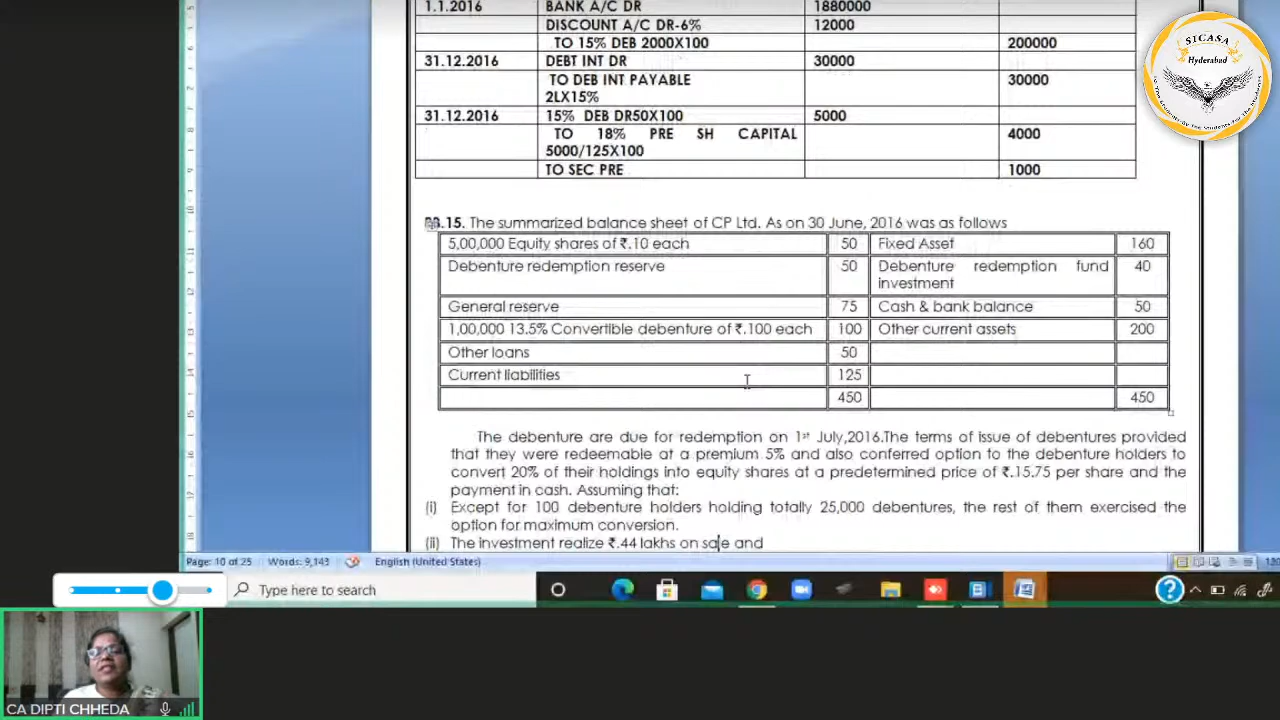 1.1.2016 BANK A/C DR 1880000
DISCOUNT A/C DR-6% 12000
TO 15% DEB 2000X100 200000
31.12.2016 DEBT INT DR 30000
TO DEB INT PAYABLE 30000
2LX15%
31.12.2016 15% DEB DR50X100 5000
TO 18% PRE SH CAPITAL 4000
5000/125X100
TO SEC PRE 1000
SICASA
Hyderabad
.15. The summarized balance sheet of CP Ltd. As on 30 June, 2016 was as follows
5,00,000 Equity shares of ₹.10 each 50 Fixed Asset 160
Debenture redemption reserve 50 Debenture redemption fund 40
investment
General reserve 75 Cash & bank balance 50
1,00,000 13.5% Convertible debenture of ₹.100 each 100 Other current assets 200
Other loans 50
Current liabilities 125
450 450
The debenture are due for redemption on 1st July,2016.The terms of issue of debentures provided
that they were redeemable at a premium 5% and also conferred option to the debenture holders to
convert 20% of their holdings into equity shares at a predetermined price of ₹.15.75 per share and the
payment in cash. Assuming that:
(i) Except for 100 debenture holders holding totally 25,000 debentures, the rest of them exercised the
option for maximum conversion.
(ii) The investment realize ₹.44 lakhs on sale and
Page: 10 of 25 Words: 9,143 English (United States)
Type here to search
CA DIPTI CHHEDA